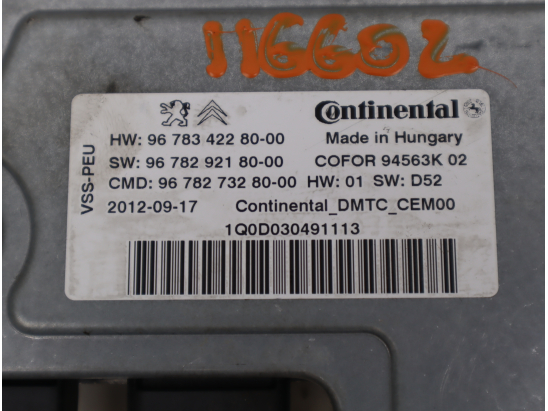 116602
Continental
HW: 96 783 422 80-00 Made in Hungary
SW: 96 782 921 80-00 COFOR 94563K 02
CMD: 96 782 732 80-00 HW: 01 SW: D52
2012-09-17 Continental_DMTC_CEM00
1Q0D030491113
VSS-PEU